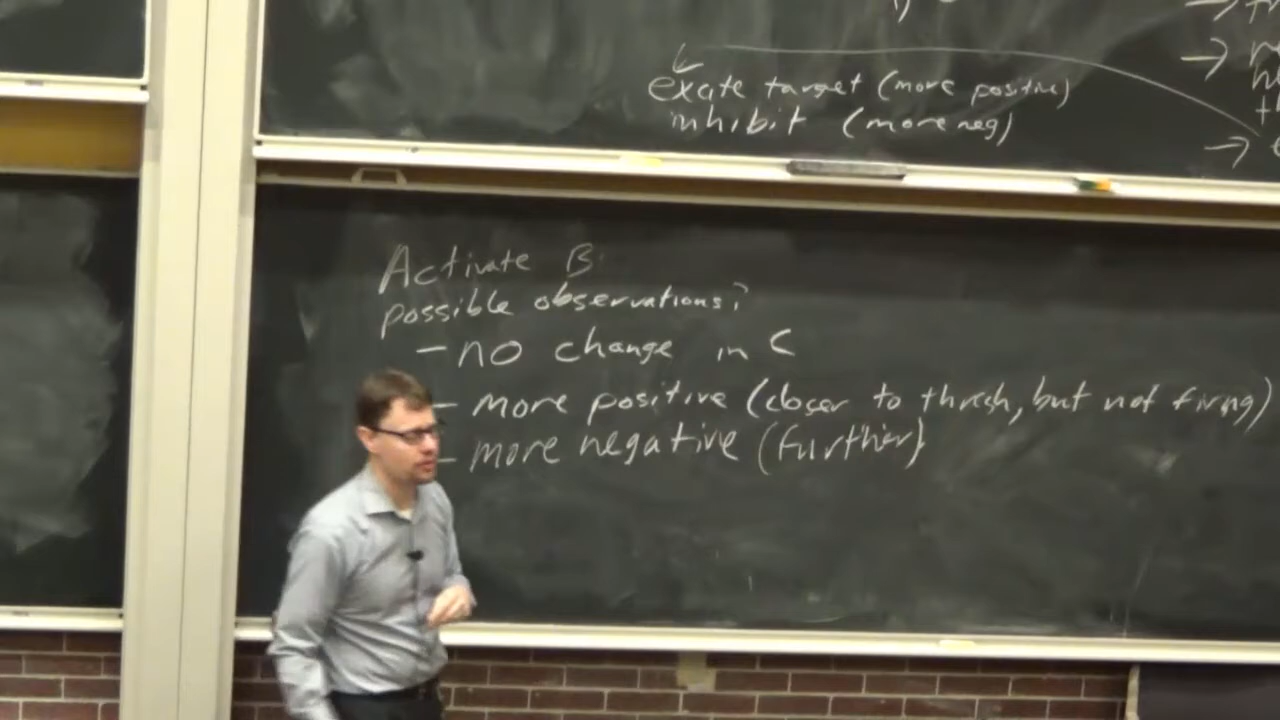 excite target (more positive)
inhibit (more neg)
Activate B:
possible observations?
- no change in C
- more positive (closer to thresh, but not firing)
- more negative (further)